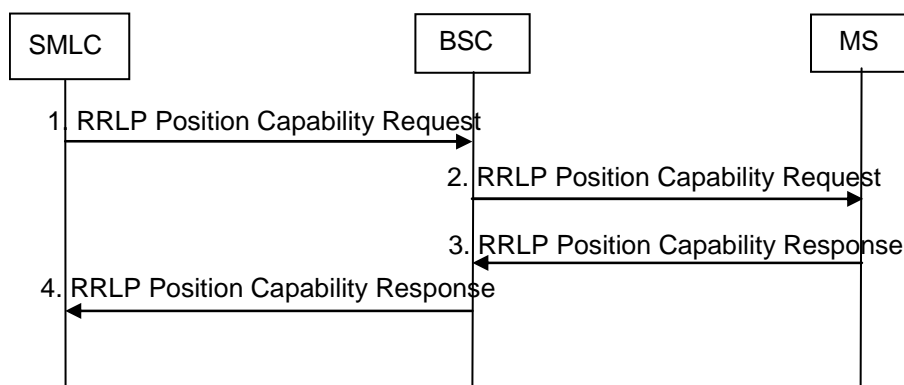 SMLC
BSC
MS
1. RRLP Position Capability Request
2. RRLP Position Capability Request
3. RRLP Position Capability Response
4. RRLP Position Capability Response